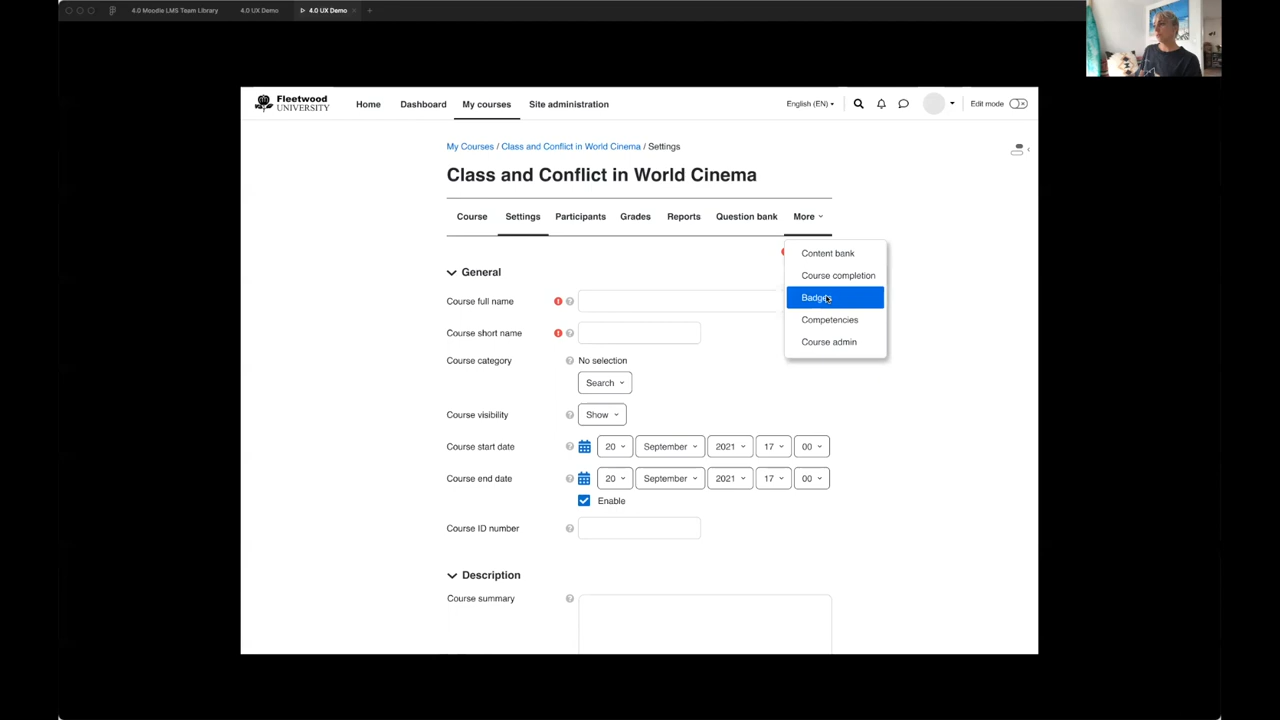 4.0 Moodle LMS Team Library 4.0 UX Demo 4.0 UX Demo
Fleetwood UNIVERSITY Home Dashboard My courses Site administration English (EN) Edit mode
My Courses / Class and Conflict in World Cinema / Settings
Class and Conflict in World Cinema
Course Settings Participants Grades Reports Question bank More
Content bank
Course completion
Badges
Competencies
Course admin
General
Course full name
Course short name
Course category No selection
Search
Course visibility Show
Course start date 20 September 2021 17 00
Course end date 20 September 2021 17 00
Enable
Course ID number
Description
Course summary